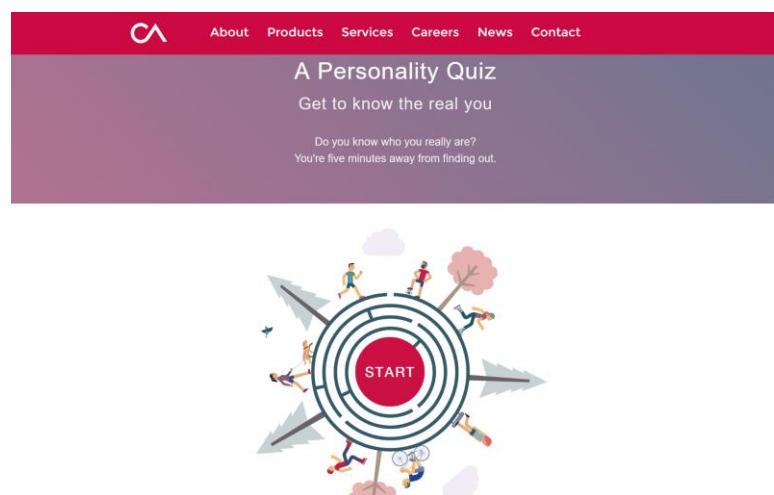 CA
About Products Services Careers News Contact
A Personality Quiz
Get to know the real you
Do you know who you really are?
You're five minutes away from finding out.
START